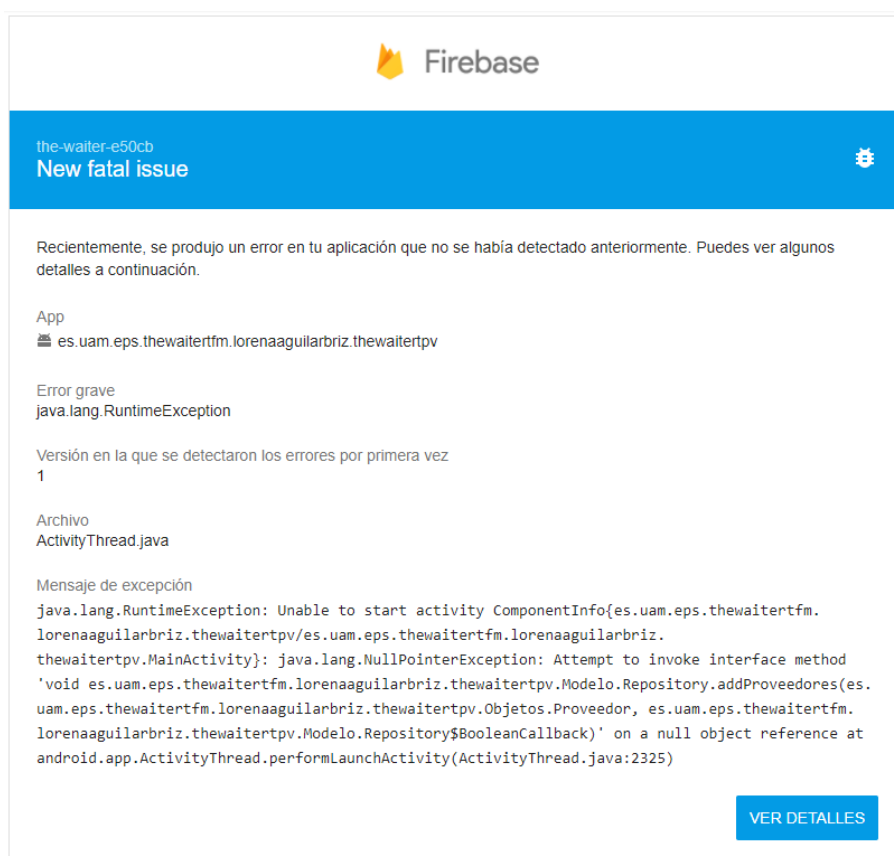 Firebase
the-waiter-e50cb
New fatal issue
Recientemente, se produjo un error en tu aplicación que no se había detectado anteriormente. Puedes ver algunos
detalles a continuación.
App
es.uam.eps.thewaitertfm.lorenaaguilarbriz.thewaitertpv
Error grave
java.lang.RuntimeException
Versión en la que se detectaron los errores por primera vez
1
Archivo
ActivityThread.java
Mensaje de excepción
java.lang.RuntimeException: Unable to start activity ComponentInfo{es.uam.eps.thewaitertfm.
lorenaaguilarbriz.thewaitertpv/es.uam.eps.thewaitertfm.lorenaaguilarbriz.
thewaitertpv.MainActivity}: java.lang.NullPointerException: Attempt to invoke interface method
'void es.uam.eps.thewaitertfm.lorenaaguilarbriz.thewaitertpv.Modelo.Repository.addProveedores(es.
uam.eps.thewaitertfm.lorenaaguilarbriz.thewaitertpv.Objetos.Proveedor, es.uam.eps.thewaitertfm.
lorenaaguilarbriz.thewaitertpv.Modelo.Repository$BooleanCallback)' on a null object reference at
android.app.ActivityThread.performLaunchActivity(ActivityThread.java:2325)
VER DETALLES